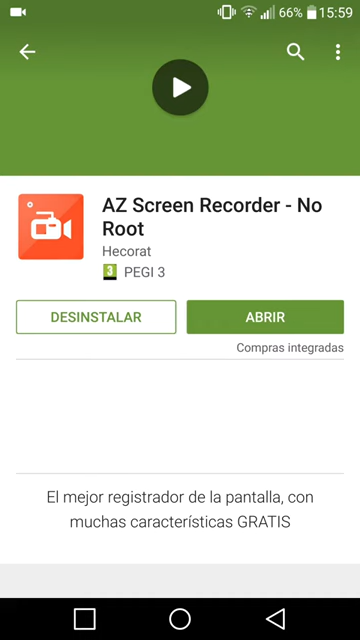 66% 15:59
AZ Screen Recorder - No
Root
Hecorat
3 PEGI 3
DESINSTALAR
ABRIR
Compras integradas
El mejor registrador de la pantalla, con
muchas características GRATIS